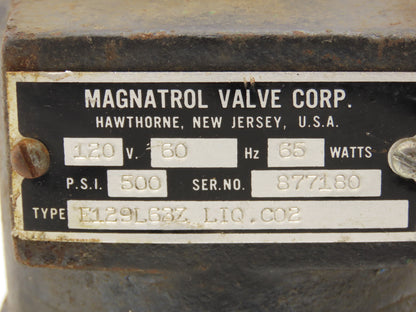 MAGNATROL VALVE CORP.
HAWTHORNE, NEW JERSEY, U.S.A.
120 V. 60 Hz 65 WATTS
P.S.I. 500 SER.NO. 877180
TYPE E129L63Z LIQ.CO2